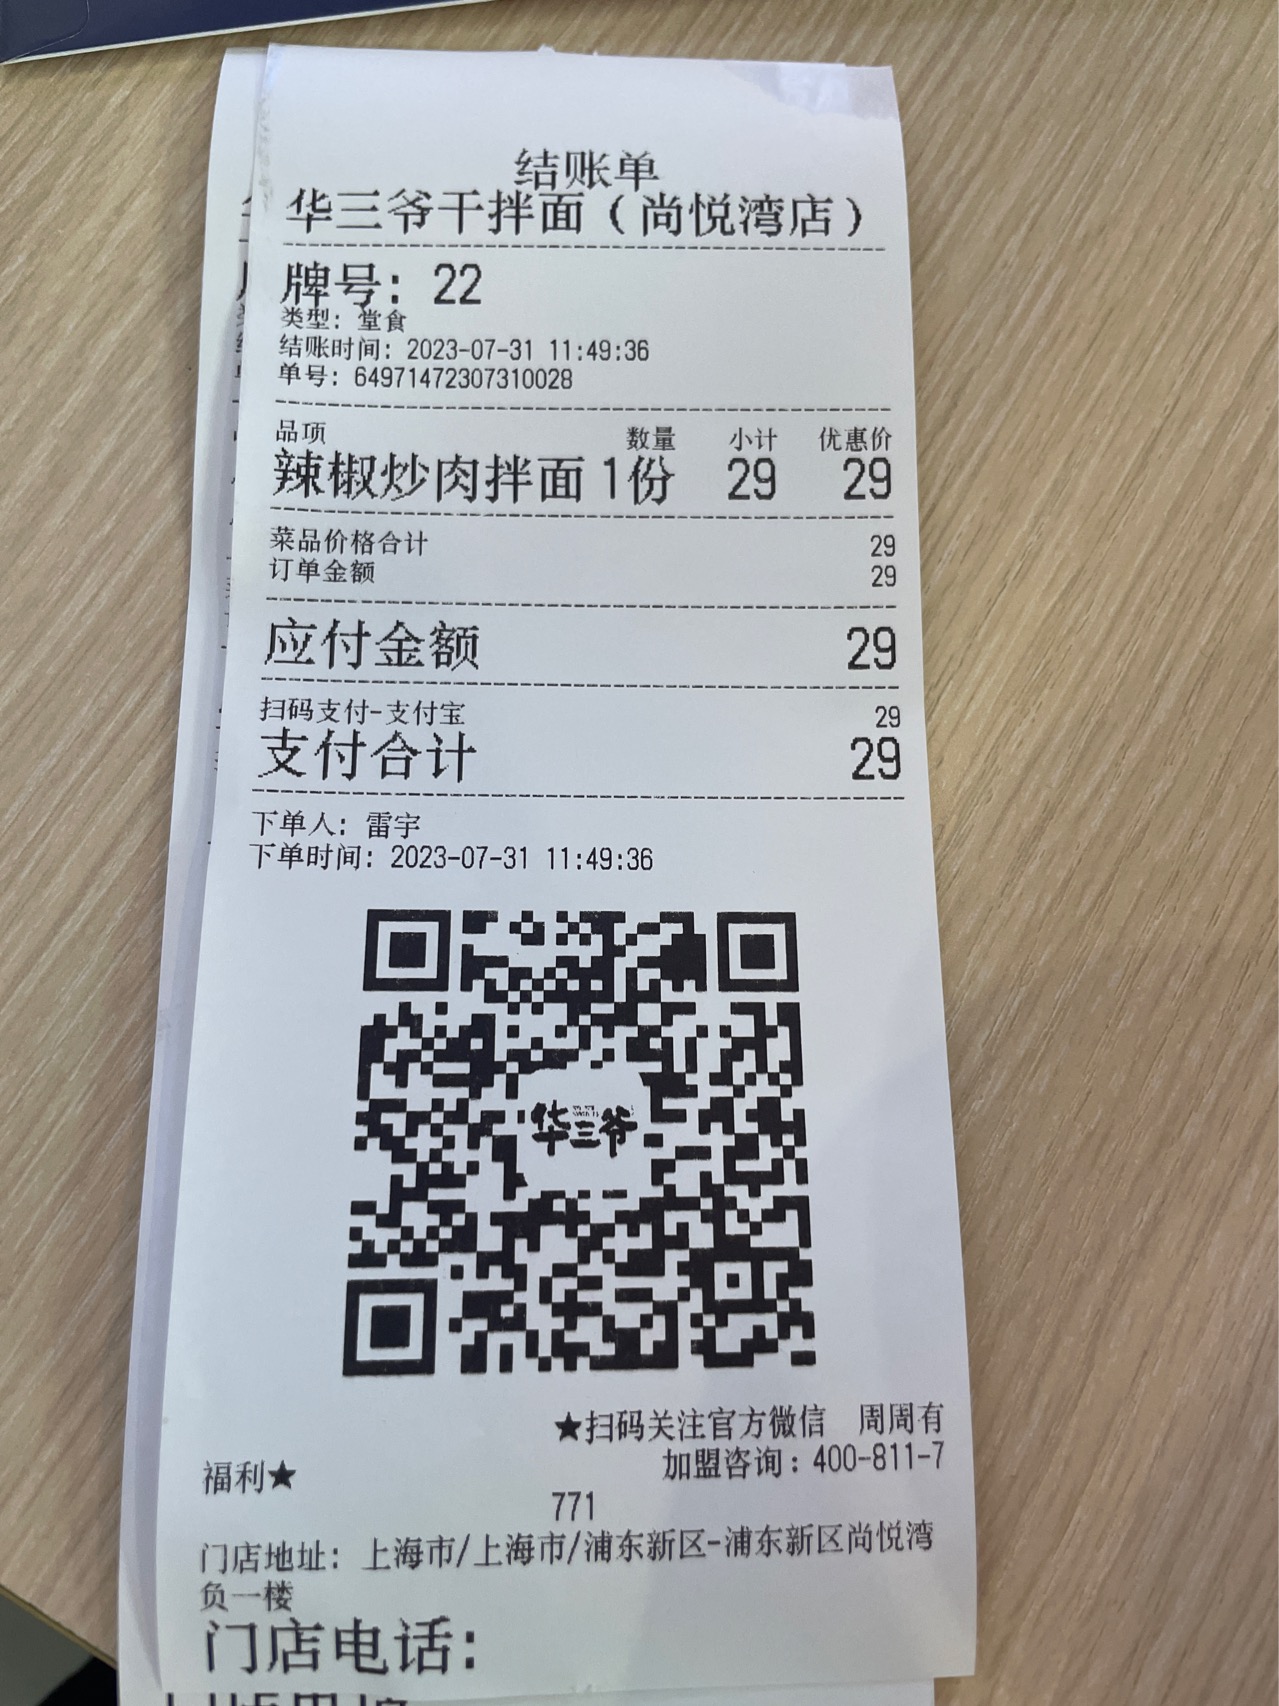 结账单
华三爷干拌面（尚悦湾店）
牌号: 22
类型: 堂食
结账时间: 2023-07-31 11:49:36
单号: 64971472307310028
品项 数量 小计 优惠价
辣椒炒肉拌面 1份 29 29
菜品价格合计 29
订单金额 29
应付金额 29
扫码支付-支付宝 29
支付合计 29
下单人: 雷宇
下单时间: 2023-07-31 11:49:36
华三爷
★扫码关注官方微信 周周有
福利★ 加盟咨询: 400-811-7
771
门店地址: 上海市/上海市/浦东新区-浦东新区尚悦湾
负一楼
门店电话: